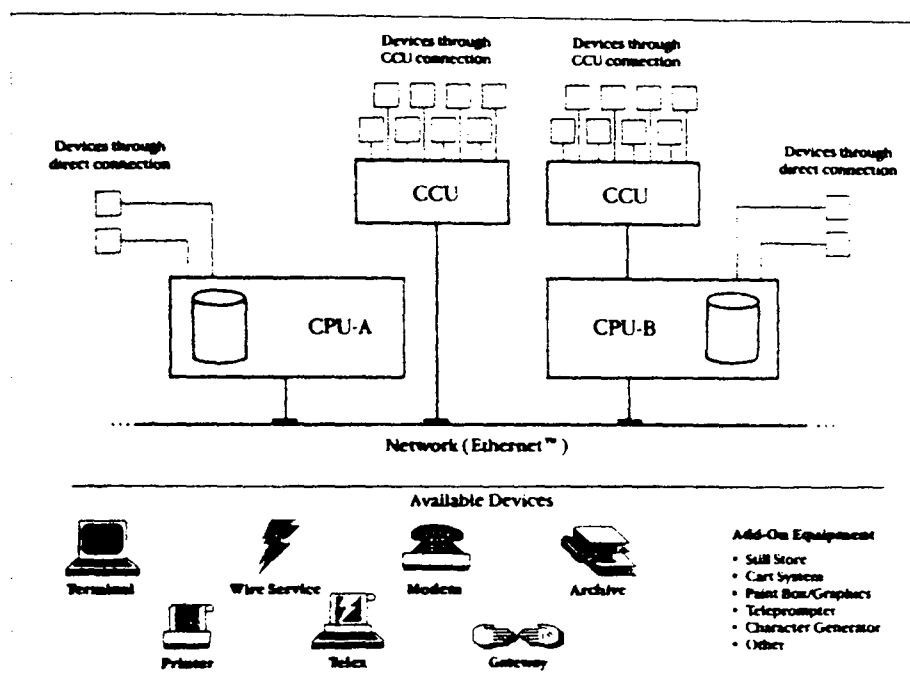 Devices through
CCU connection
Devices through
CCU connection
Devices through
direct connection
Devices through
direct connection
CCU
CCU
CPU-A
CPU-B
Network (Ethernet™)
Available Devices
Terminal
Wire Service
Modem
Archive
Printer
Telex
Gateway
Add-On Equipment
• Still Store
• Cart System
• Paint Box/Graphics
• Teleprompter
• Character Generator
• Other